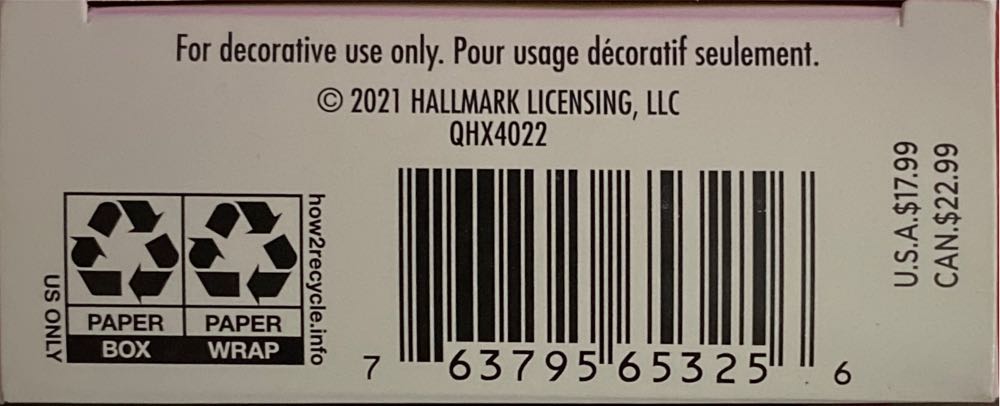 For decorative use only. Pour usage décoratif seulement.
© 2021 HALLMARK LICENSING, LLC
QHX4022
US ONLY
PAPER
BOX
PAPER
WRAP
how2recycle.info
7 63795 65325 6
U.S.A.$17.99
CAN.$22.99